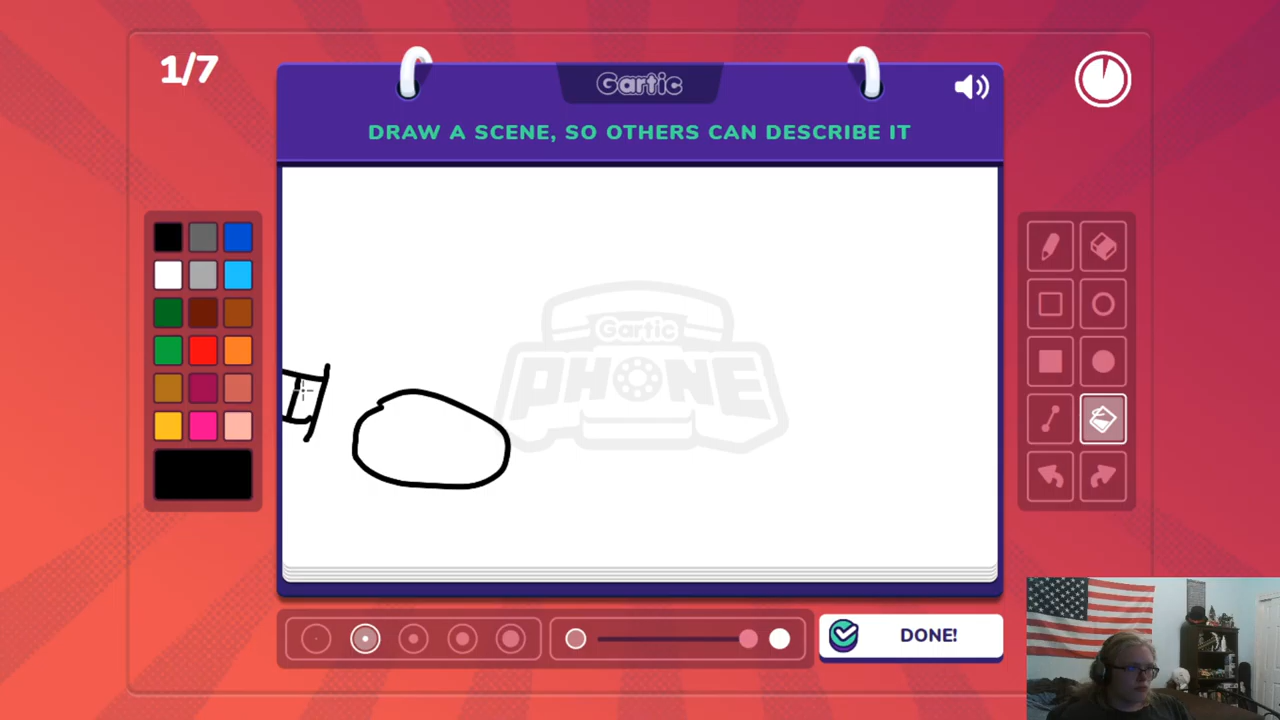 1/7
Gartic
DRAW A SCENE, SO OTHERS CAN DESCRIBE IT
Gartic
PHONE
DONE!